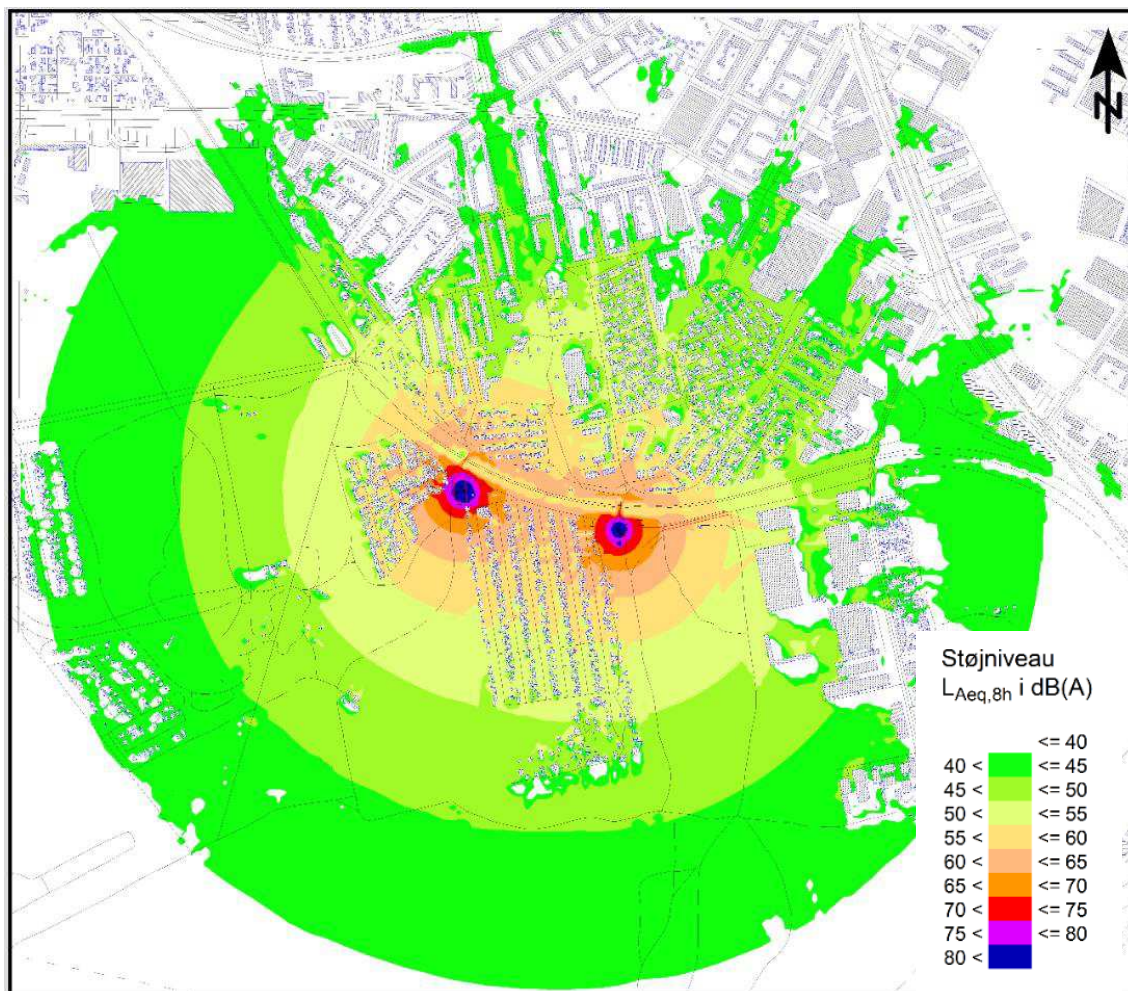 N
Støjniveau
LAeq,8h i dB(A)
<= 40
40 < <= 45
45 < <= 50
50 < <= 55
55 < <= 60
60 < <= 65
65 < <= 70
70 < <= 75
75 < <= 80
80 <